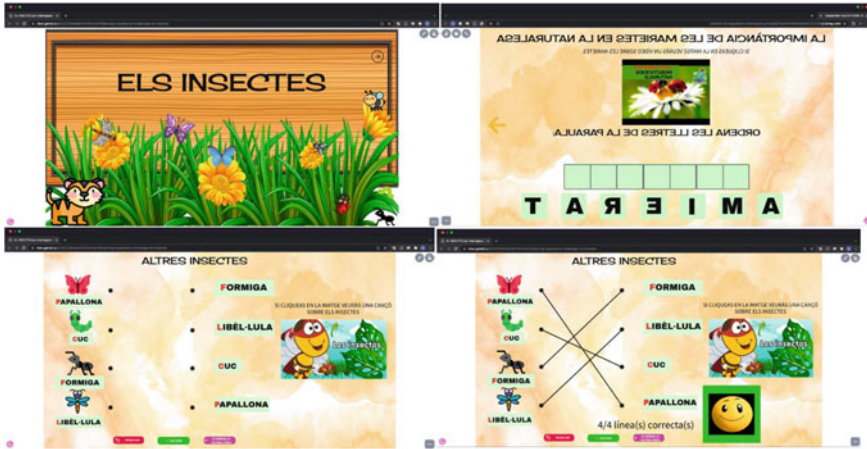 ELS INSECTES
LA IMPORTÀNCIA DE LES MARIETES EN LA NATURALESA
SI CLIQUEAS EN LA IMATGE VEURÀS UN VIDEO SOBRE LES MARIETES
ORDENA LES LLETRES DE LA PARAULA:
A M I E R A T
ALTRES INSECTES
PAPALLONA
CUC
FORMIGA
LIBÈL·LULA
FORMIGA
LIBÈL·LULA
CUC
PAPALLONA
SI CLIQUEAS EN LA IMATGE VEURÀS UNA CANÇÓ
SOBRE ELS INSECTES
Los Insectos
ALTRES INSECTES
PAPALLONA
CUC
FORMIGA
LIBÈL·LULA
FORMIGA
LIBÈL·LULA
CUC
PAPALLONA
SI CLIQUEAS EN LA IMATGE VEURÀS UNA CANÇÓ
SOBRE ELS INSECTES
Los Insectos
4/4 línea(s) correcta(s)